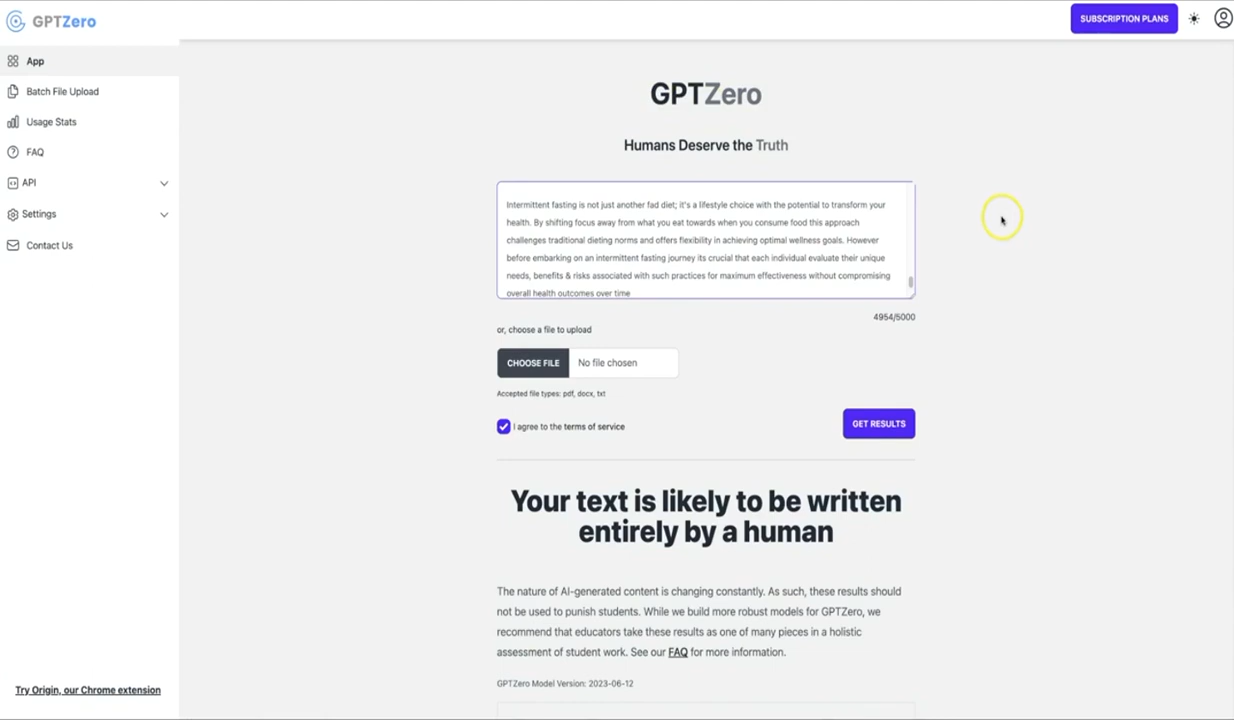 GPTZero
SUBSCRIPTION PLANS
App
Batch File Upload
Usage Stats
FAQ
API
Settings
Contact Us
Try Origin, our Chrome extension
GPTZero
Humans Deserve the Truth
Intermittent fasting is not just another fad diet; it's a lifestyle choice with the potential to transform your
health. By shifting focus away from what you eat towards when you consume food this approach
challenges traditional dieting norms and offers flexibility in achieving optimal wellness goals. However
before embarking on an intermittent fasting journey its crucial that each individual evaluate their unique
needs, benefits & risks associated with such practices for maximum effectiveness without compromising
overall health outcomes over time
4954/5000
or, choose a file to upload
CHOOSE FILE No file chosen
Accepted file types: pdf, docx, txt
I agree to the terms of service
GET RESULTS
Your text is likely to be written
entirely by a human
The nature of AI-generated content is changing constantly. As such, these results should
not be used to punish students. While we build more robust models for GPTZero, we
recommend that educators take these results as one of many pieces in a holistic
assessment of student work. See our FAQ for more information.
GPTZero Model Version: 2023-06-12